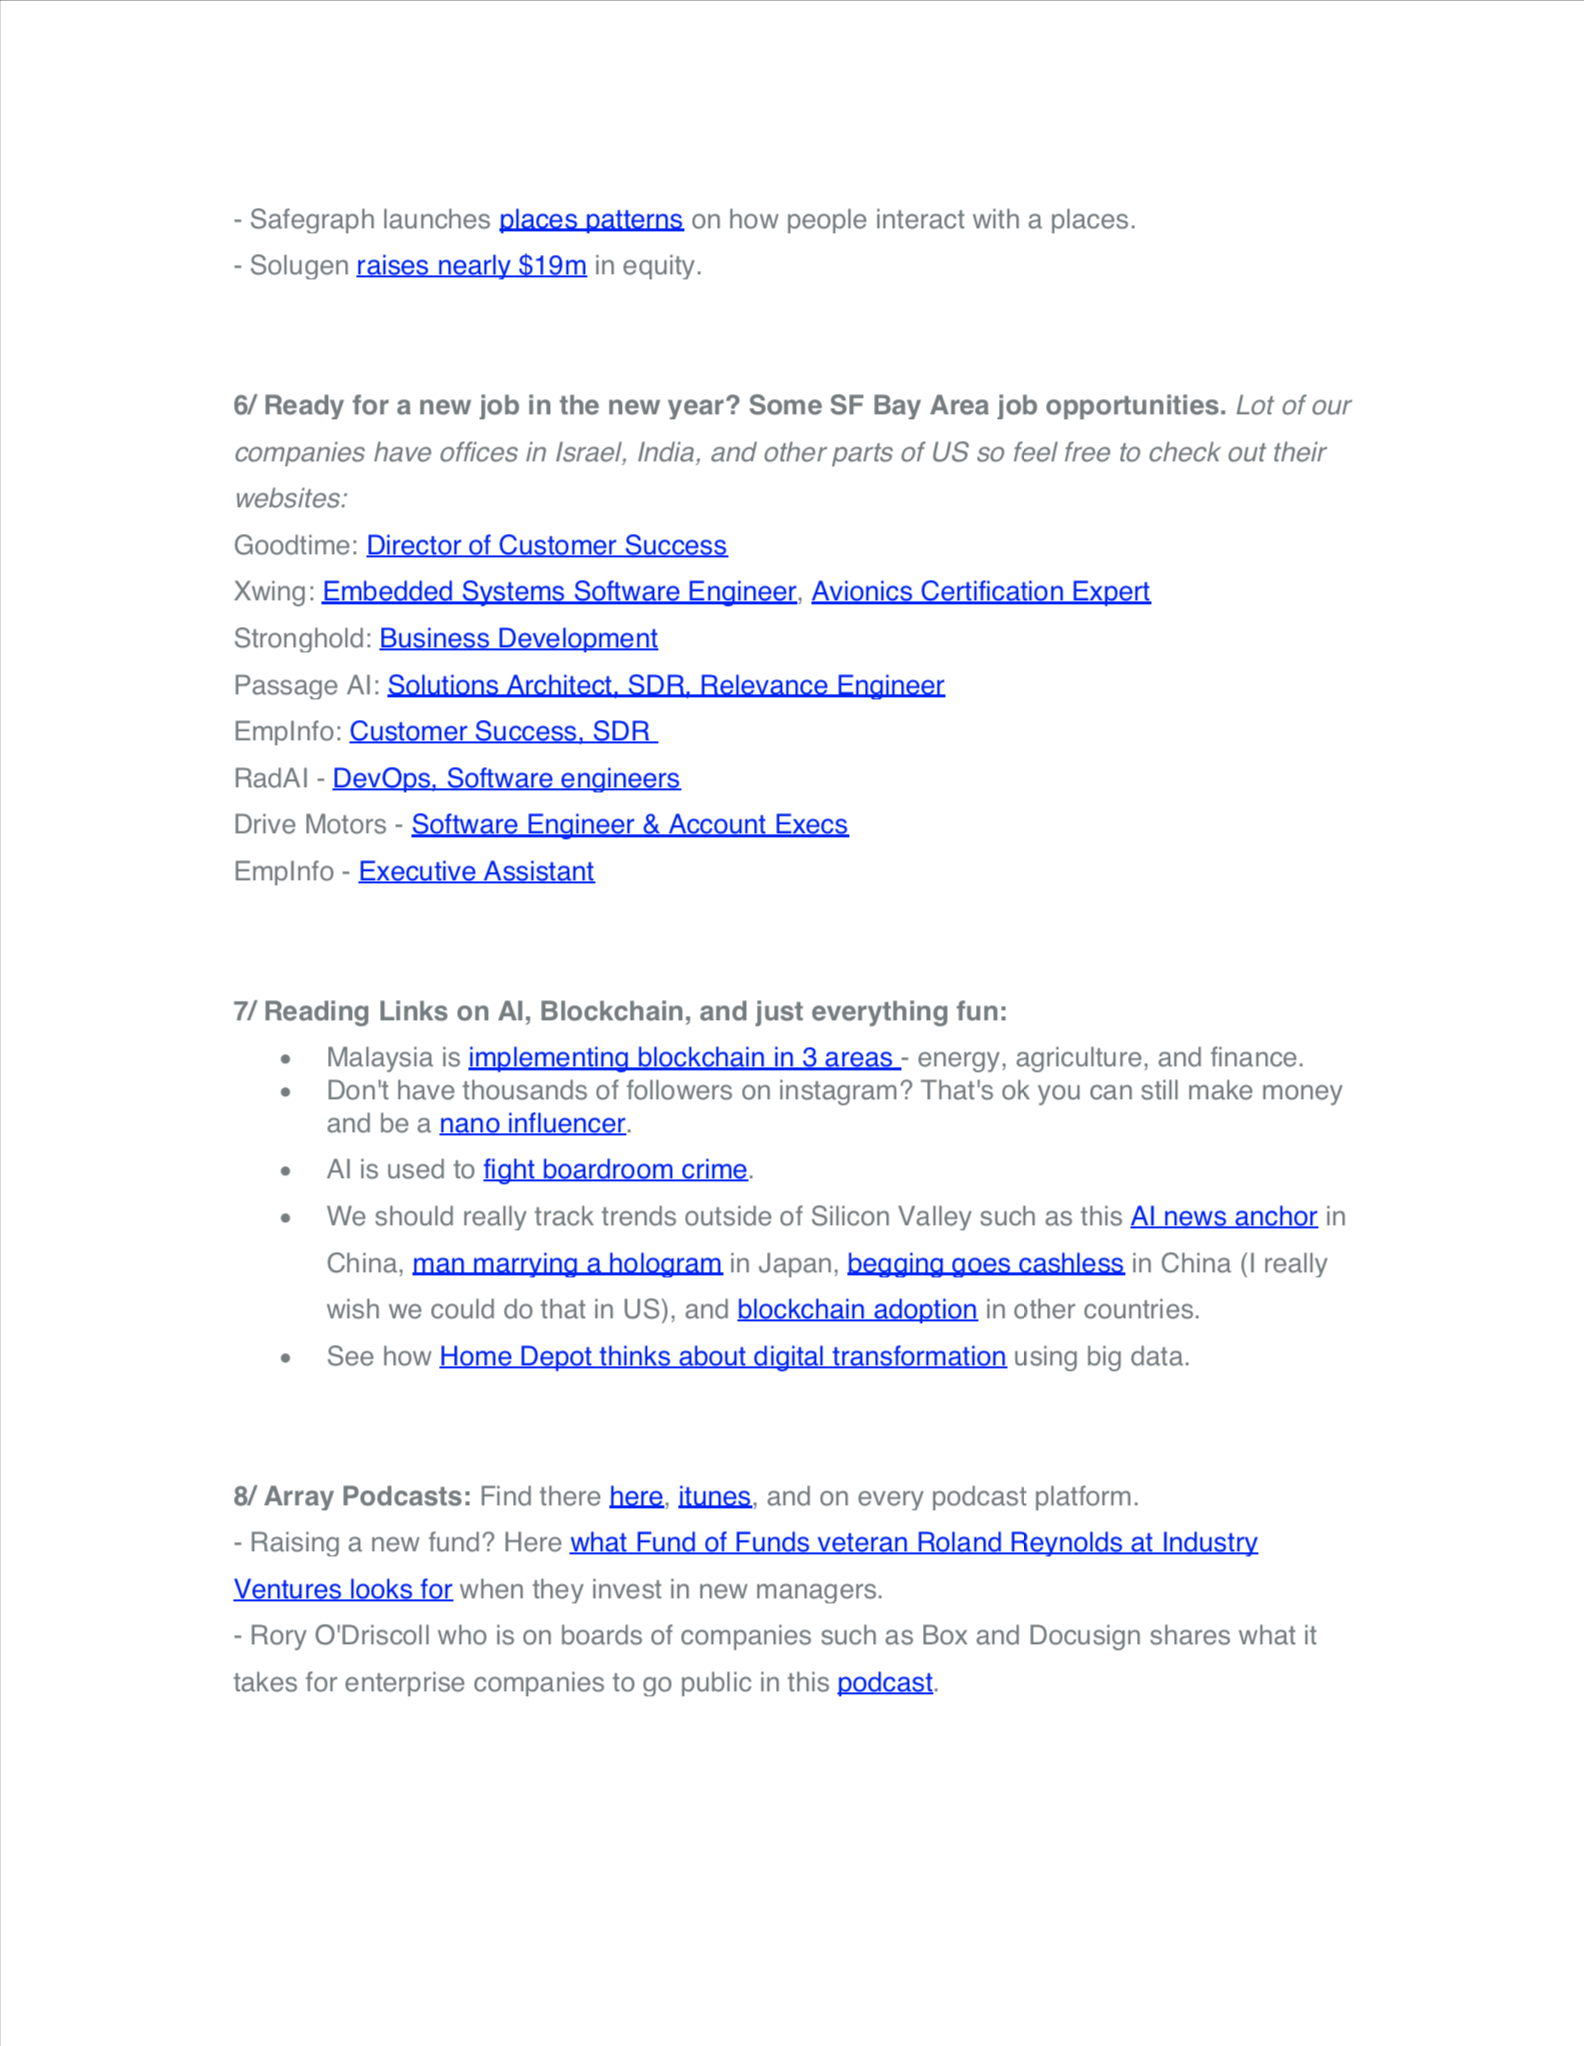 - Safegraph launches places patterns on how people interact with a places.
- Solugen raises nearly $19m in equity.
6/ Ready for a new job in the new year? Some SF Bay Area job opportunities. Lot of our
companies have offices in Israel, India, and other parts of US so feel free to check out their
websites:
Goodtime: Director of Customer Success
Xwing: Embedded Systems Software Engineer, Avionics Certification Expert
Stronghold: Business Development
Passage AI: Solutions Architect, SDR, Relevance Engineer
EmpInfo: Customer Success, SDR
RadAI - DevOps, Software engineers
Drive Motors - Software Engineer & Account Execs
EmpInfo - Executive Assistant
7/ Reading Links on AI, Blockchain, and just everything fun:
• Malaysia is implementing blockchain in 3 areas - energy, agriculture, and finance.
• Don't have thousands of followers on instagram? That's ok you can still make money
and be a nano influencer.
• AI is used to fight boardroom crime.
• We should really track trends outside of Silicon Valley such as this AI news anchor in
China, man marrying a hologram in Japan, begging goes cashless in China (I really
wish we could do that in US), and blockchain adoption in other countries.
• See how Home Depot thinks about digital transformation using big data.
8/ Array Podcasts: Find there here, itunes, and on every podcast platform.
- Raising a new fund? Here what Fund of Funds veteran Roland Reynolds at Industry
Ventures looks for when they invest in new managers.
- Rory O'Driscoll who is on boards of companies such as Box and Docusign shares what it
takes for enterprise companies to go public in this podcast.